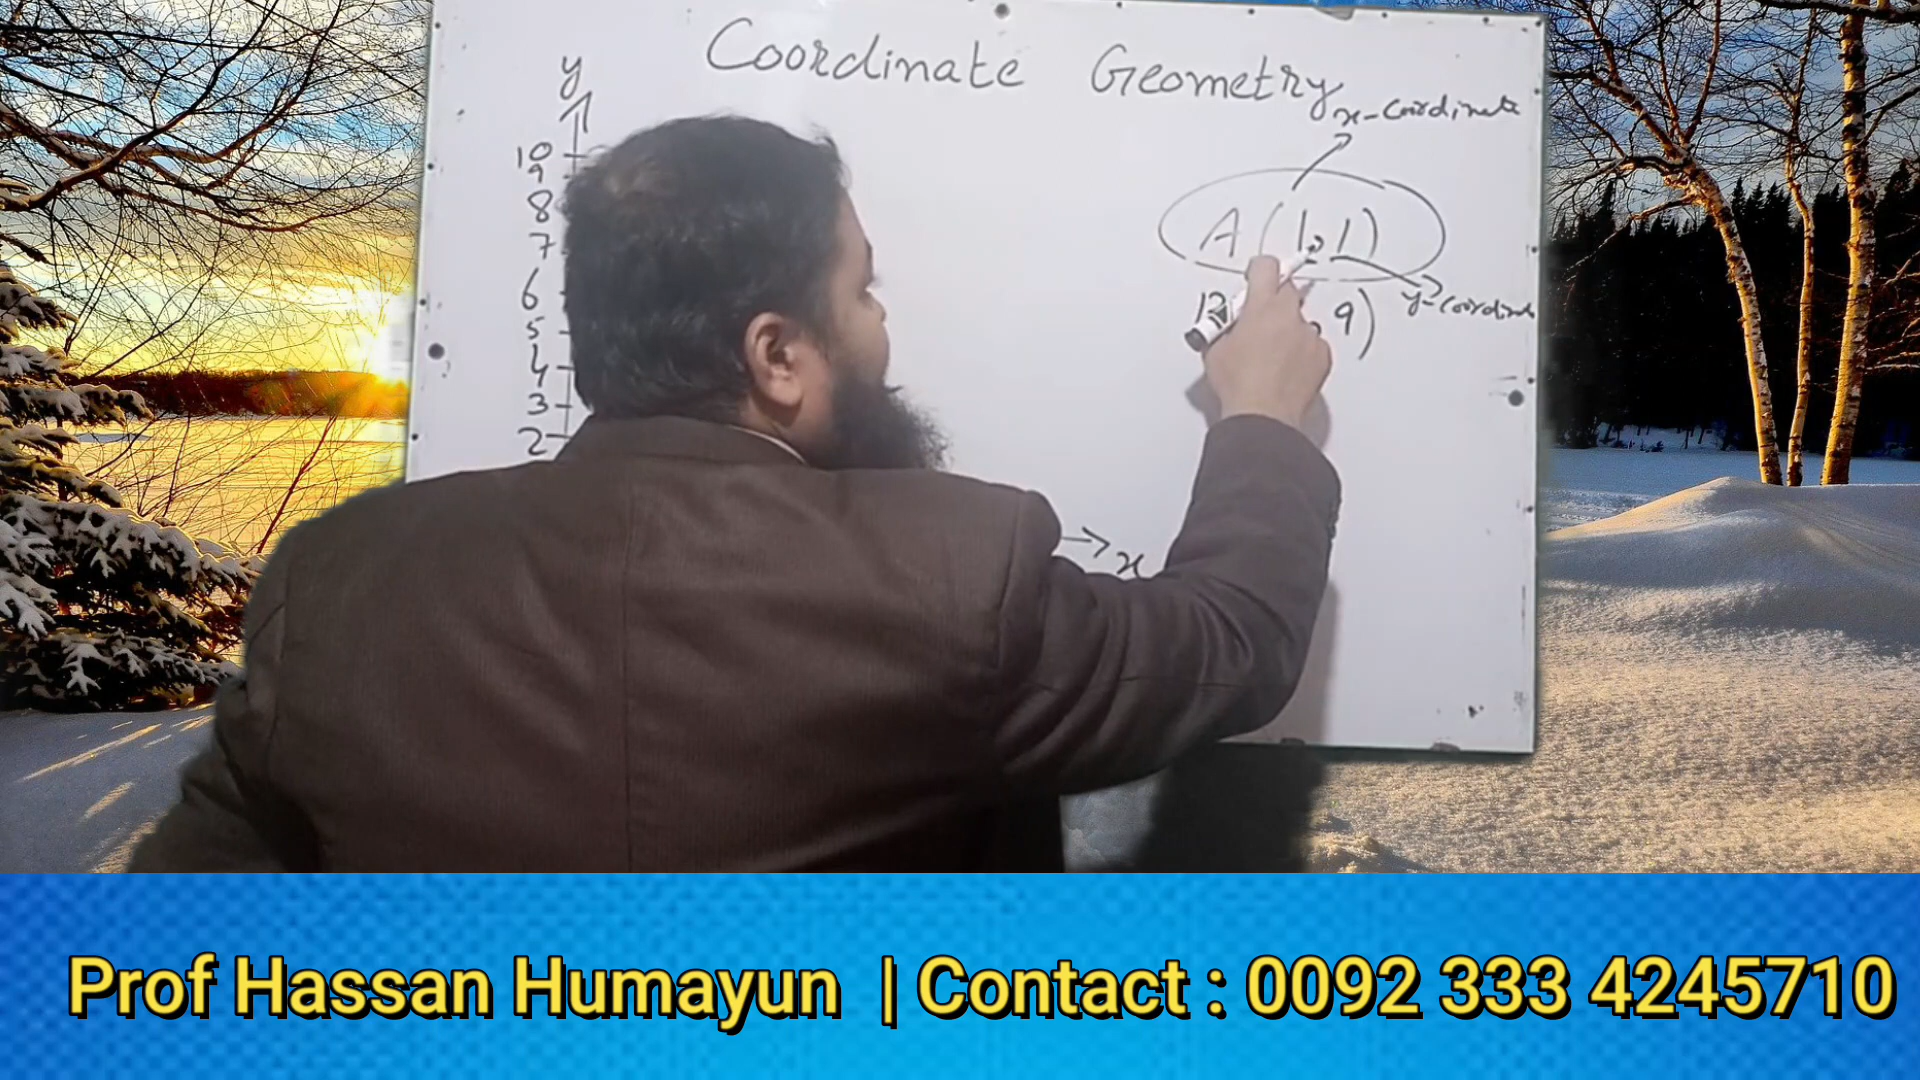 Coordinate Geometry
x-coordinate
y
10
9
8
7
6
5
4
3
2
A (1, 1)
y-coordin
, 9)
x
Prof Hassan Humayun | Contact : 0092 333 4245710